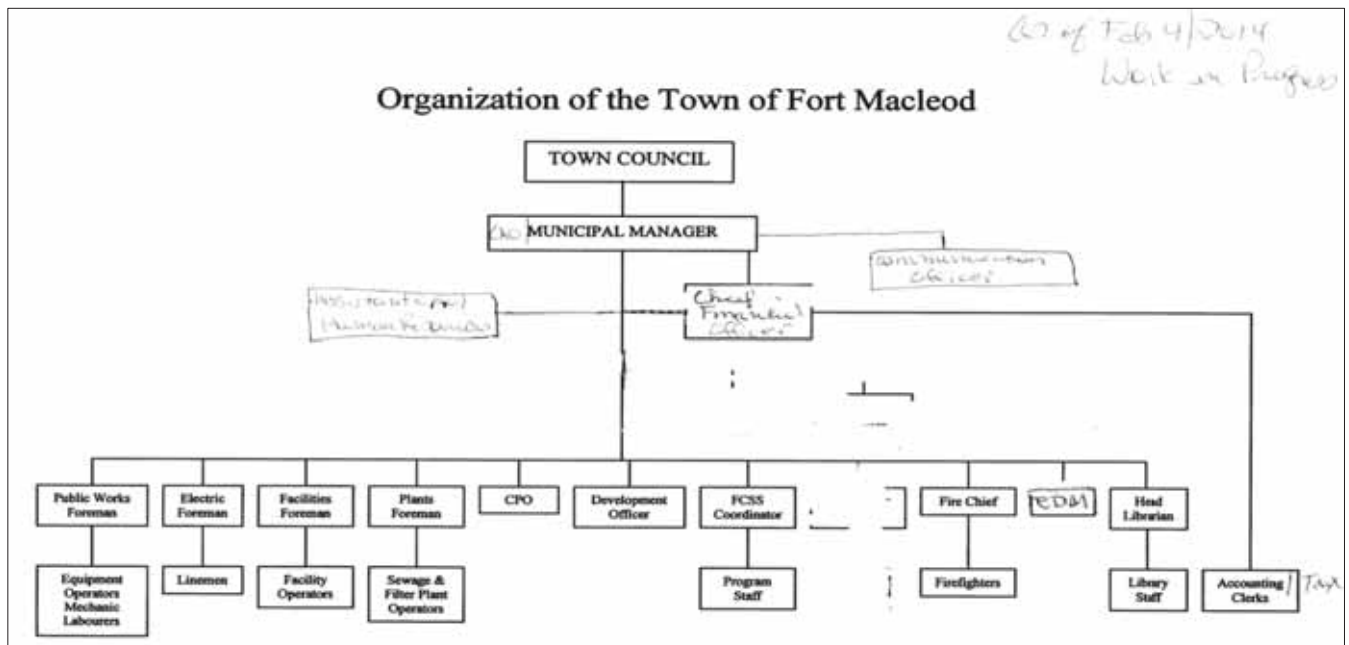 as of Feb 4/2014
Work in Progress
Organization of the Town of Fort Macleod
TOWN COUNCIL
CAO/ MUNICIPAL MANAGER
Officer
Chief
Financial
Officer
Public Works
Foreman
Electric
Foreman
Facilities
Foreman
Plants
Foreman
CPO
Development
Officer
FCSS
Coordinator
Fire Chief
EDM
Head
Librarian
Equipment
Operators
Mechanic
Labourers
Linemen
Facility
Operators
Sewage &
Filter Plant
Operators
Program
Staff
Firefighters
Library
Staff
Accounting / Tax
Clerks